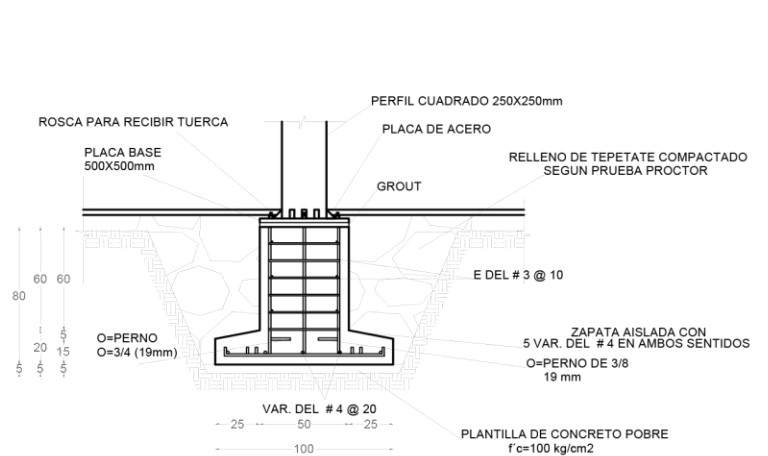 PERFIL CUADRADO 250X250mm
ROSCA PARA RECIBIR TUERCA
PLACA DE ACERO
PLACA BASE
500X500mm
RELLENO DE TEPETATE COMPACTADO
SEGUN PRUEBA PROCTOR
GROUT
E DEL # 3 @ 10
80
60
60
20
5
15
5
5
5
O=PERNO
O=3/4 (19mm)
ZAPATA AISLADA CON
5 VAR. DEL # 4 EN AMBOS SENTIDOS
O=PERNO DE 3/8
19 mm
VAR. DEL # 4 @ 20
25
50
25
100
PLANTILLA DE CONCRETO POBRE
f´c=100 kg/cm2